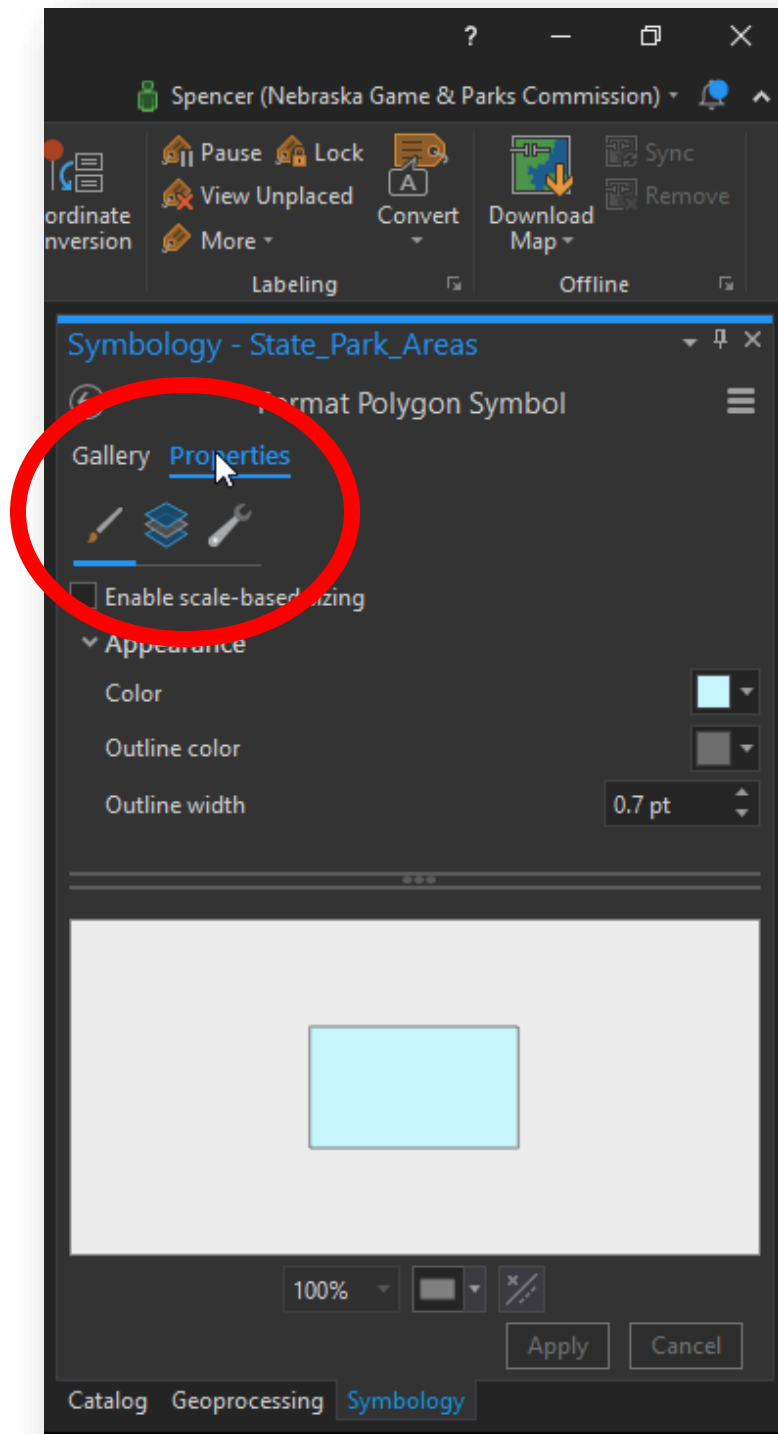 ?
Spencer (Nebraska Game & Parks Commission)
Pause Lock
Sync
View Unplaced
Remove
ordinate
nversion
Convert
Download
Map
More
A
Labeling
Offline
Symbology - State_Park_Areas
Format Polygon Symbol
Gallery Properties
Enable scale-based sizing
Appearance
Color
Outline color
Outline width 0.7 pt
100%
Apply Cancel
Catalog Geoprocessing Symbology